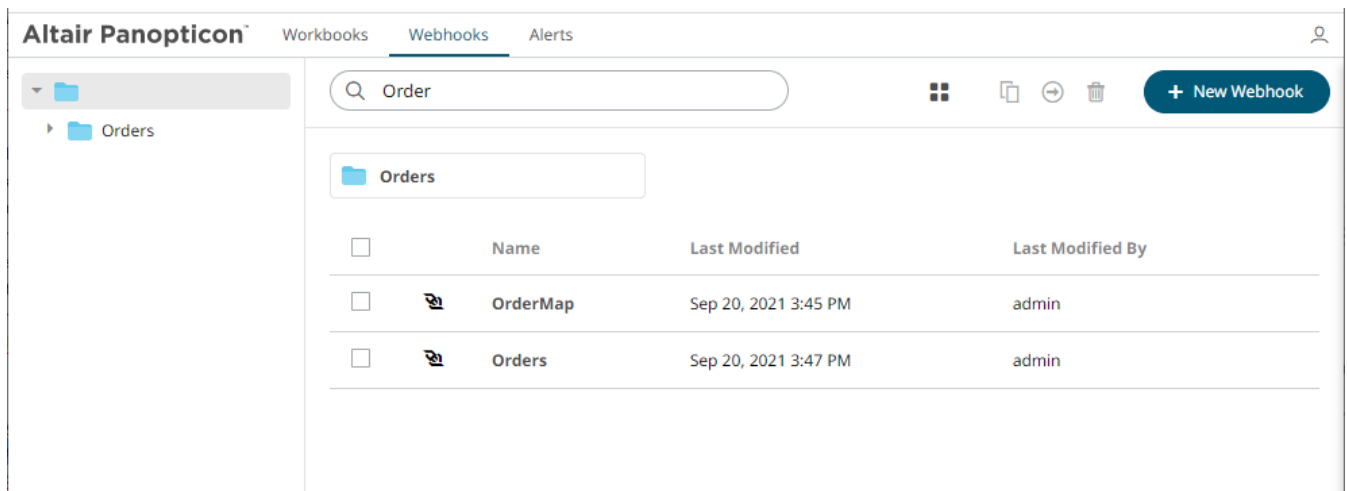 Altair Panopticon™ Workbooks Webhooks Alerts
Order
+ New Webhook
Orders
Orders
Name Last Modified Last Modified By
OrderMap Sep 20, 2021 3:45 PM admin
Orders Sep 20, 2021 3:47 PM admin